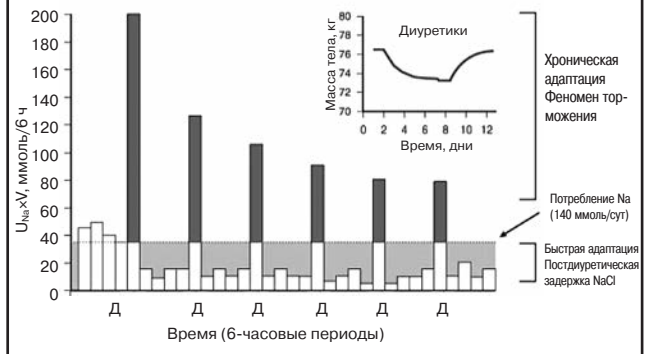 200
180
160
140
120
100
80
60
40
20
0
U_Na×V, ммоль/6 ч
Д Д Д Д Д Д
Время (6-часовые периоды)
80
78
76
74
72
70
Масса тела, кг
Диуретики
0 2 4 6 8 10 12
Время, дни
Хроническая
адаптация
Феномен тор-
можения
Потребление Na
(140 ммоль/сут)
Быстрая адаптация
Постдиуретическая
задержка NaCl